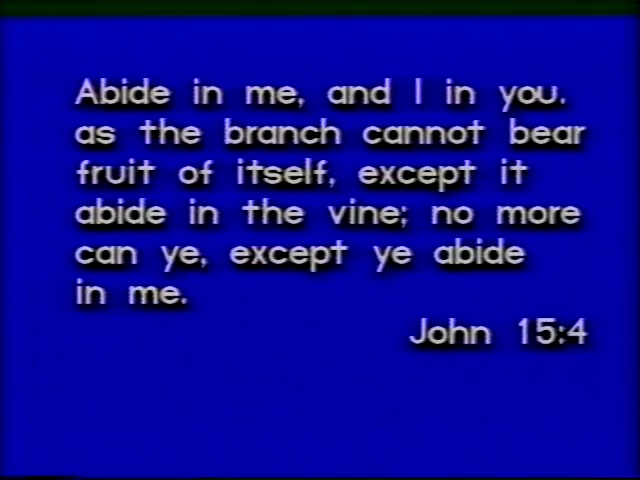 Abide in me, and I in you.
as the branch cannot bear
fruit of itself, except it
abide in the vine; no more
can ye, except ye abide
in me.
John 15:4